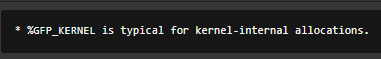 * %GFP_KERNEL is typical for kernel-internal allocations.